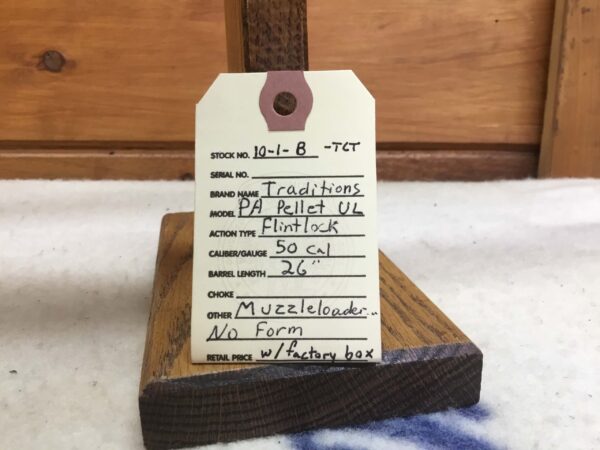 STOCK NO. 10-1-B -TCT
SERIAL NO.
BRAND NAME Traditions
MODEL PA Pellet UL
ACTION TYPE Flintlock
CALIBER/GAUGE 50 cal
BARREL LENGTH 26"
CHOKE
OTHER Muzzleloader..
No Form
RETAIL PRICE w/factory box